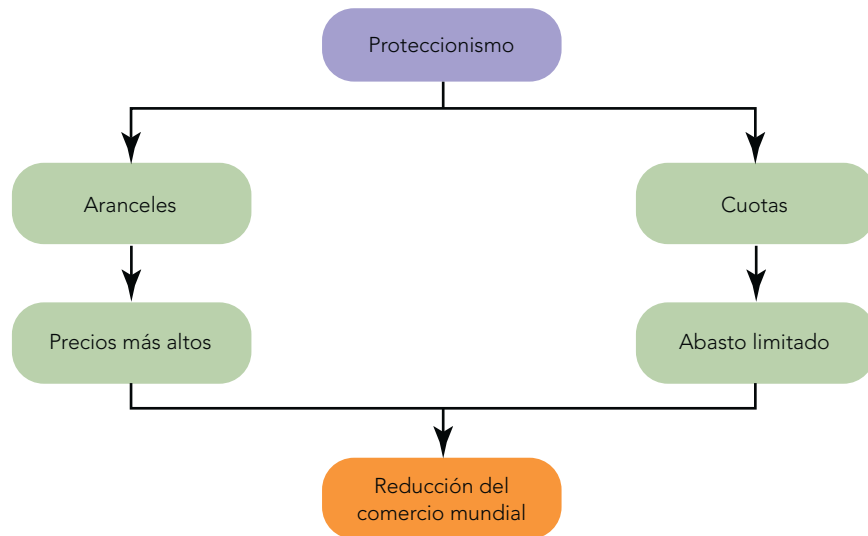 Proteccionismo
Aranceles
Cuotas
Precios más altos
Abasto limitado
Reducción del
comercio mundial